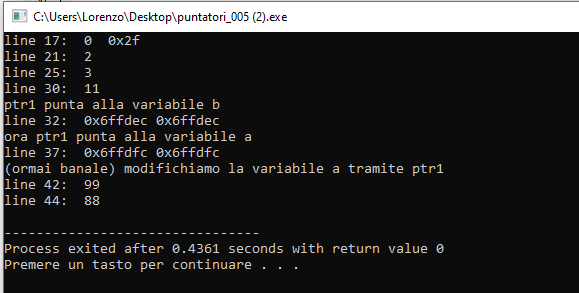 C:\Users\Lorenzo\Desktop\puntatori_005 (2).exe
line 17:  0  0x2f
line 21:  2
line 25:  3
line 30:  11
ptr1 punta alla variabile b
line 32:  0x6ffdec 0x6ffdec
ora ptr1 punta alla variabile a
line 37:  0x6ffdfc 0x6ffdfc
(ormai banale) modifichiamo la variabile a tramite ptr1
line 42:  99
line 44:  88
--------------------------------
Process exited after 0.4361 seconds with return value 0
Premere un tasto per continuare . . .